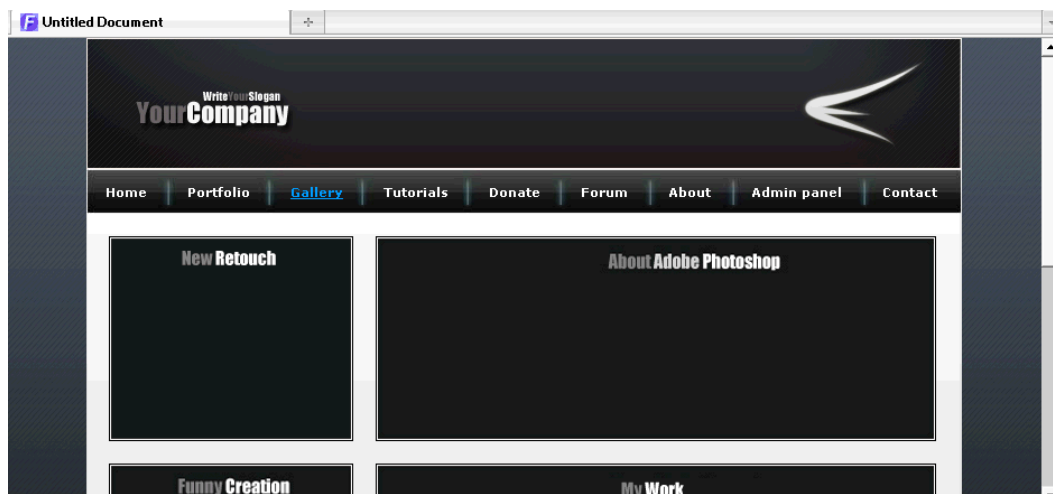 Untitled Document
WriteYourSlogan
YourCompany
Home Portfolio Gallery Tutorials Donate Forum About Admin panel Contact
New Retouch
About Adobe Photoshop
Funny Creation
My Work